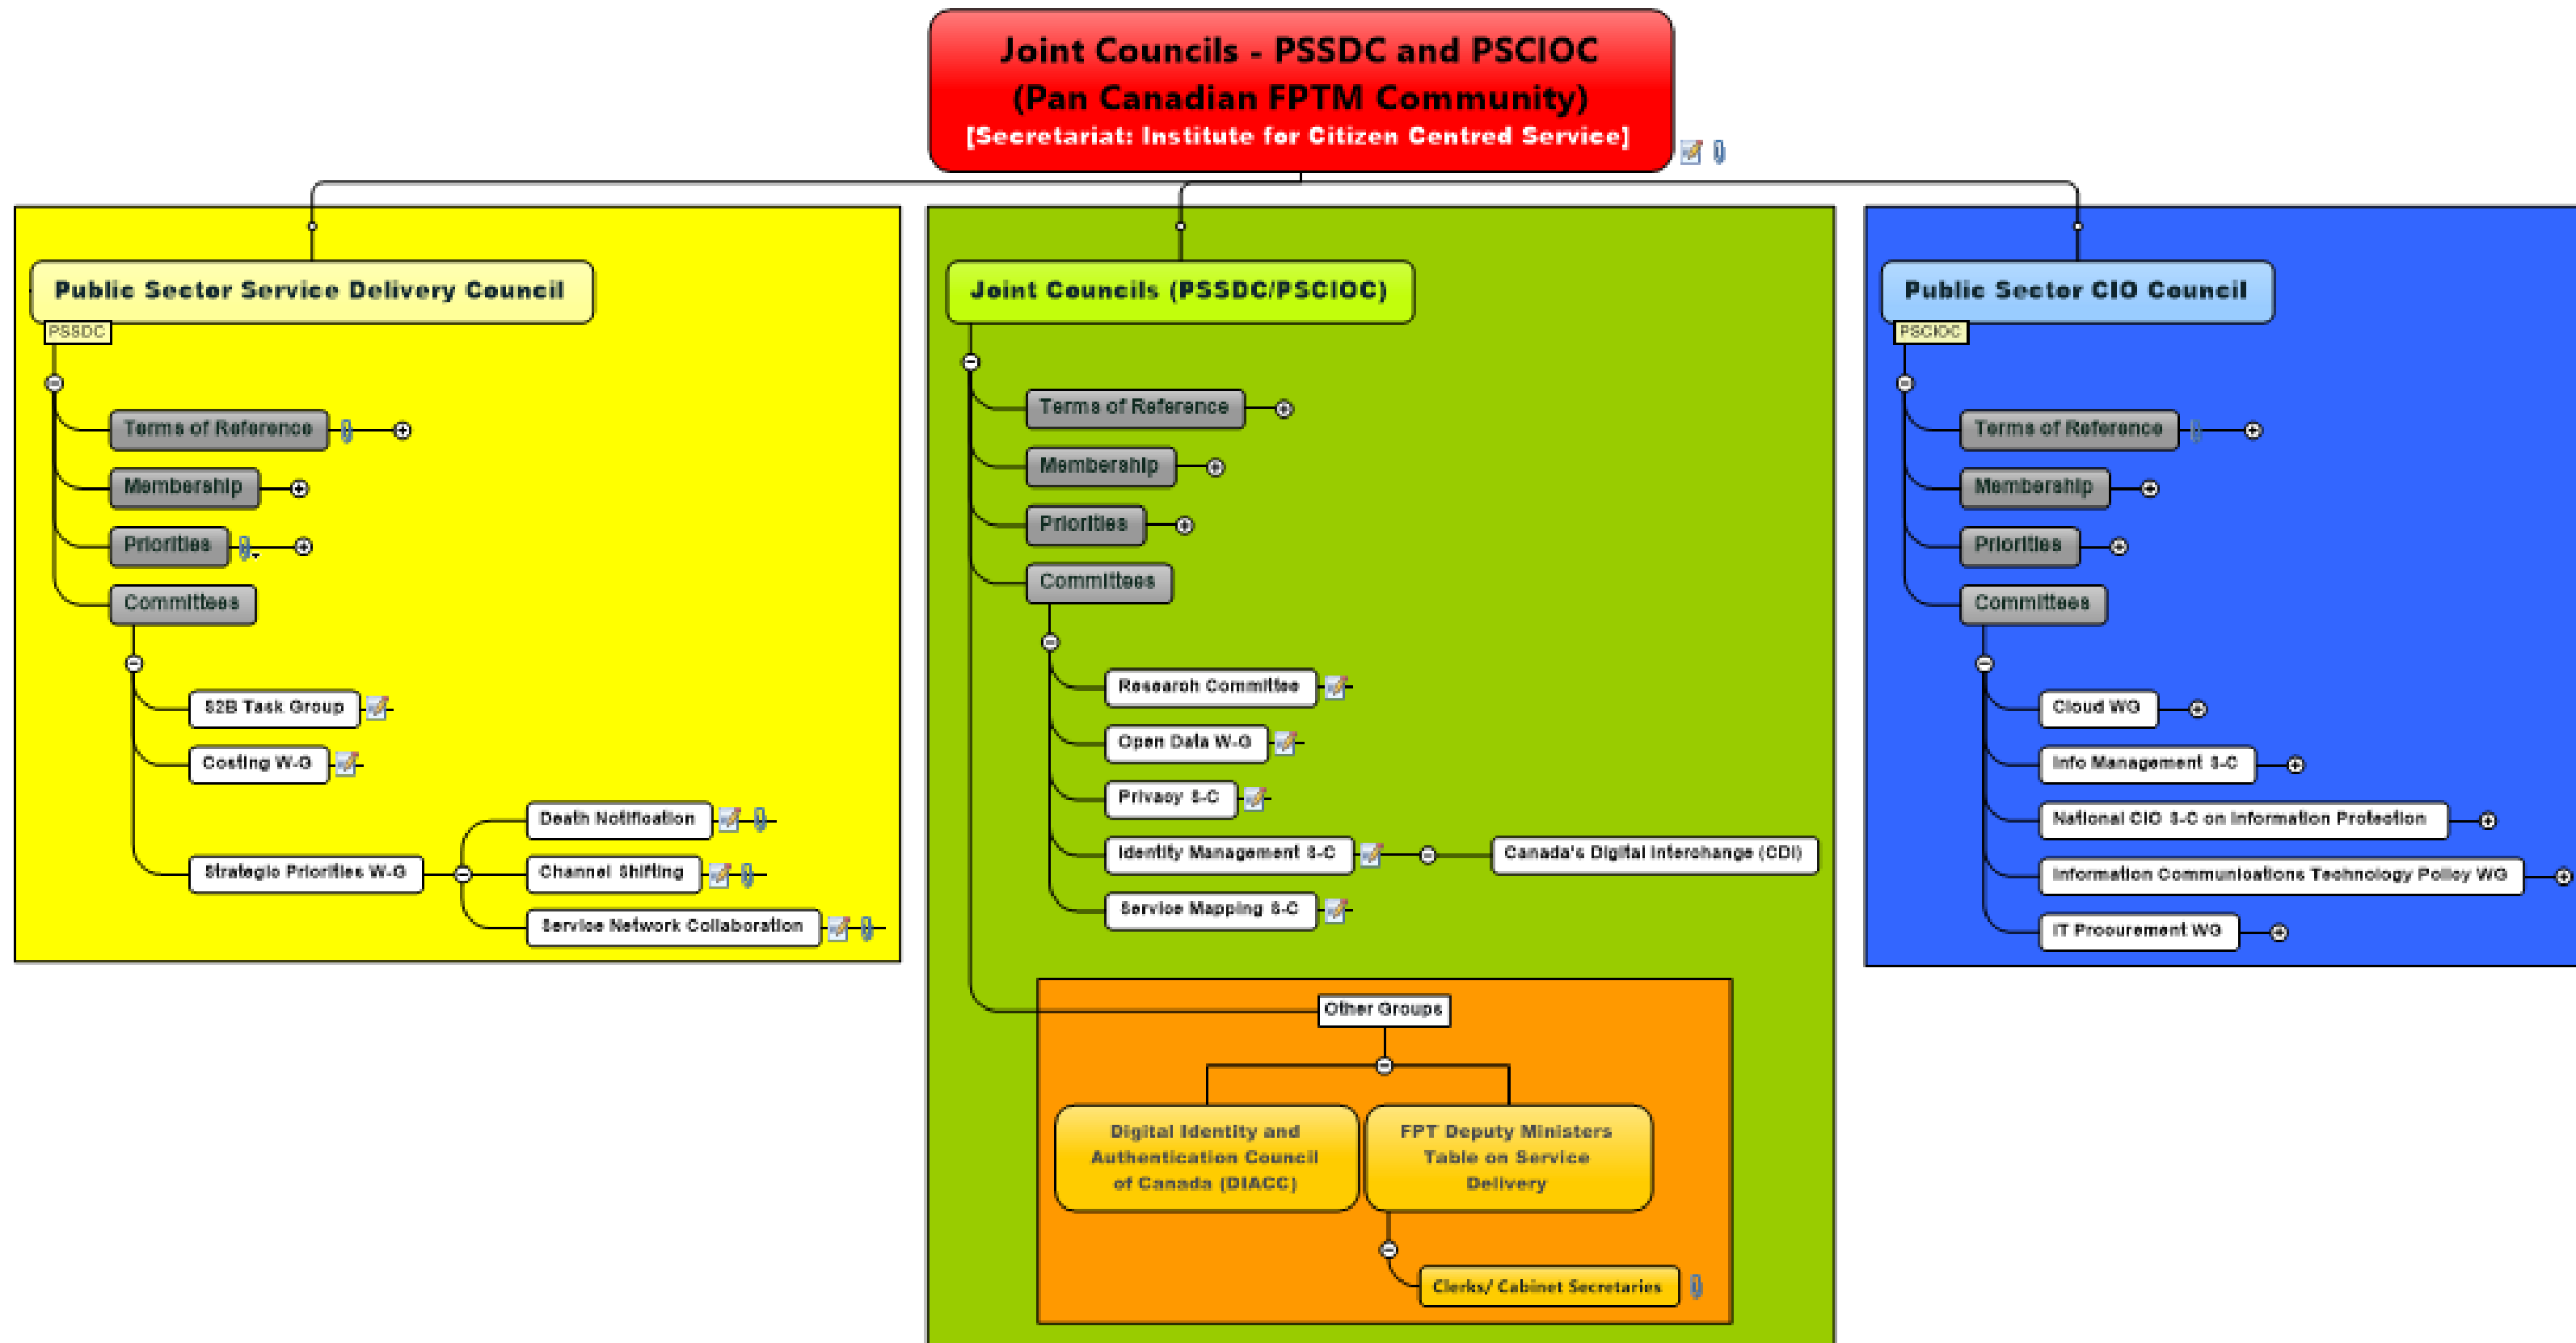 Joint Councils - PSSDC and PSCIOC
(Pan Canadian FPTM Community)
[Secretariat: Institute for Citizen Centred Service]
Public Sector Service Delivery Council
PSSDC
Terms of Reference
Membership
Priorities
Committees
S2B Task Group
Costing W-G
Strategic Priorities W-G
Death Notification
Channel Shifting
Service Network Collaboration
Joint Councils (PSSDC/PSCIOC)
Terms of Reference
Membership
Priorities
Committees
Research Committee
Open Data W-G
Privacy S-C
Identity Management S-C
Canada's Digital Interchange (CDI)
Service Mapping S-C
Other Groups
Digital Identity and
Authentication Council
of Canada (DIACC)
FPT Deputy Ministers
Table on Service
Delivery
Clerks/ Cabinet Secretaries
Public Sector CIO Council
PSCIOC
Terms of Reference
Membership
Priorities
Committees
Cloud WG
Info Management S-C
National CIO S-C on Information Protection
Information Communications Technology Policy WG
IT Procurement WG